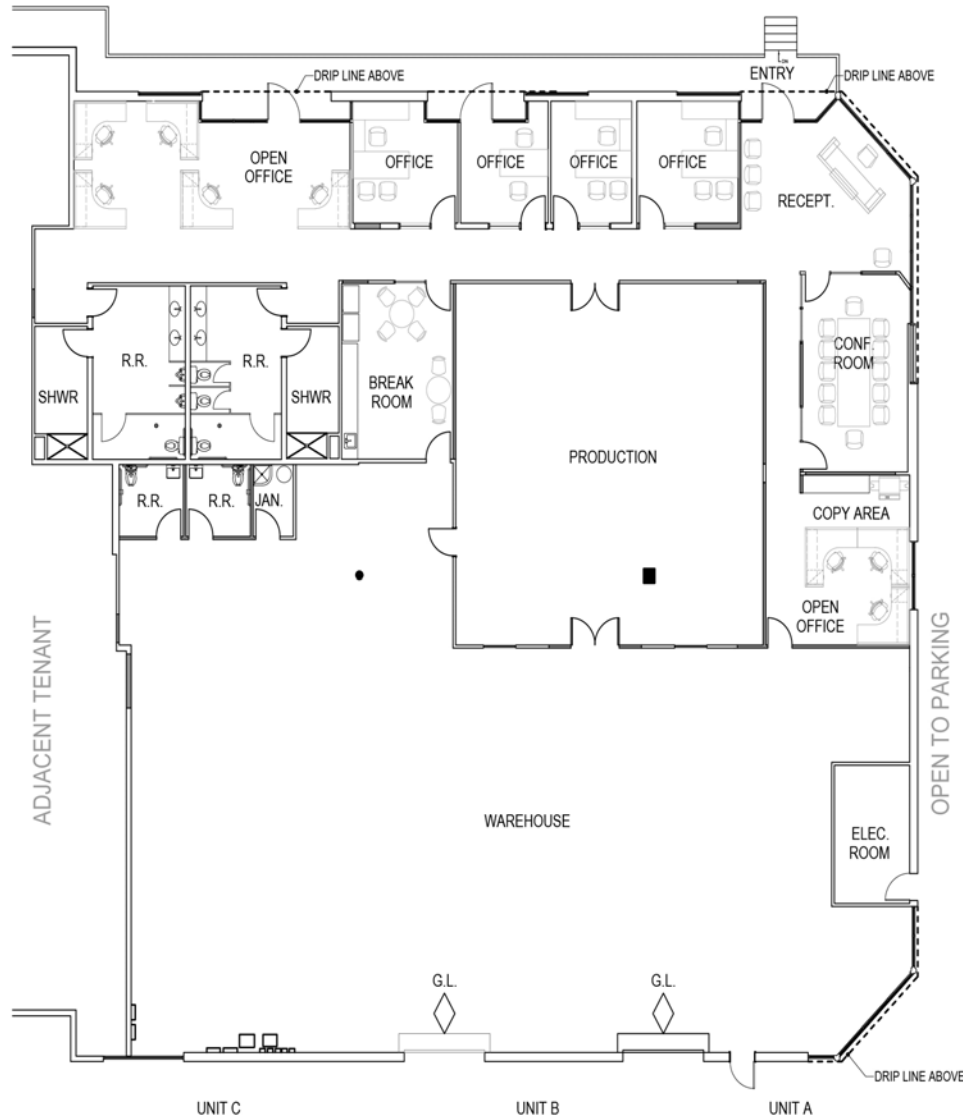 DRIP LINE ABOVE
DN
ENTRY
DRIP LINE ABOVE
OPEN
OFFICE
OFFICE
OFFICE
OFFICE
OFFICE
RECEPT.
R.R.
R.R.
SHWR
SHWR
BREAK
ROOM
CONF.
ROOM
PRODUCTION
R.R.
R.R.
JAN.
COPY AREA
OPEN
OFFICE
ADJACENT TENANT
OPEN TO PARKING
WAREHOUSE
ELEC.
ROOM
G.L.
G.L.
DRIP LINE ABOVE
UNIT C
UNIT B
UNIT A